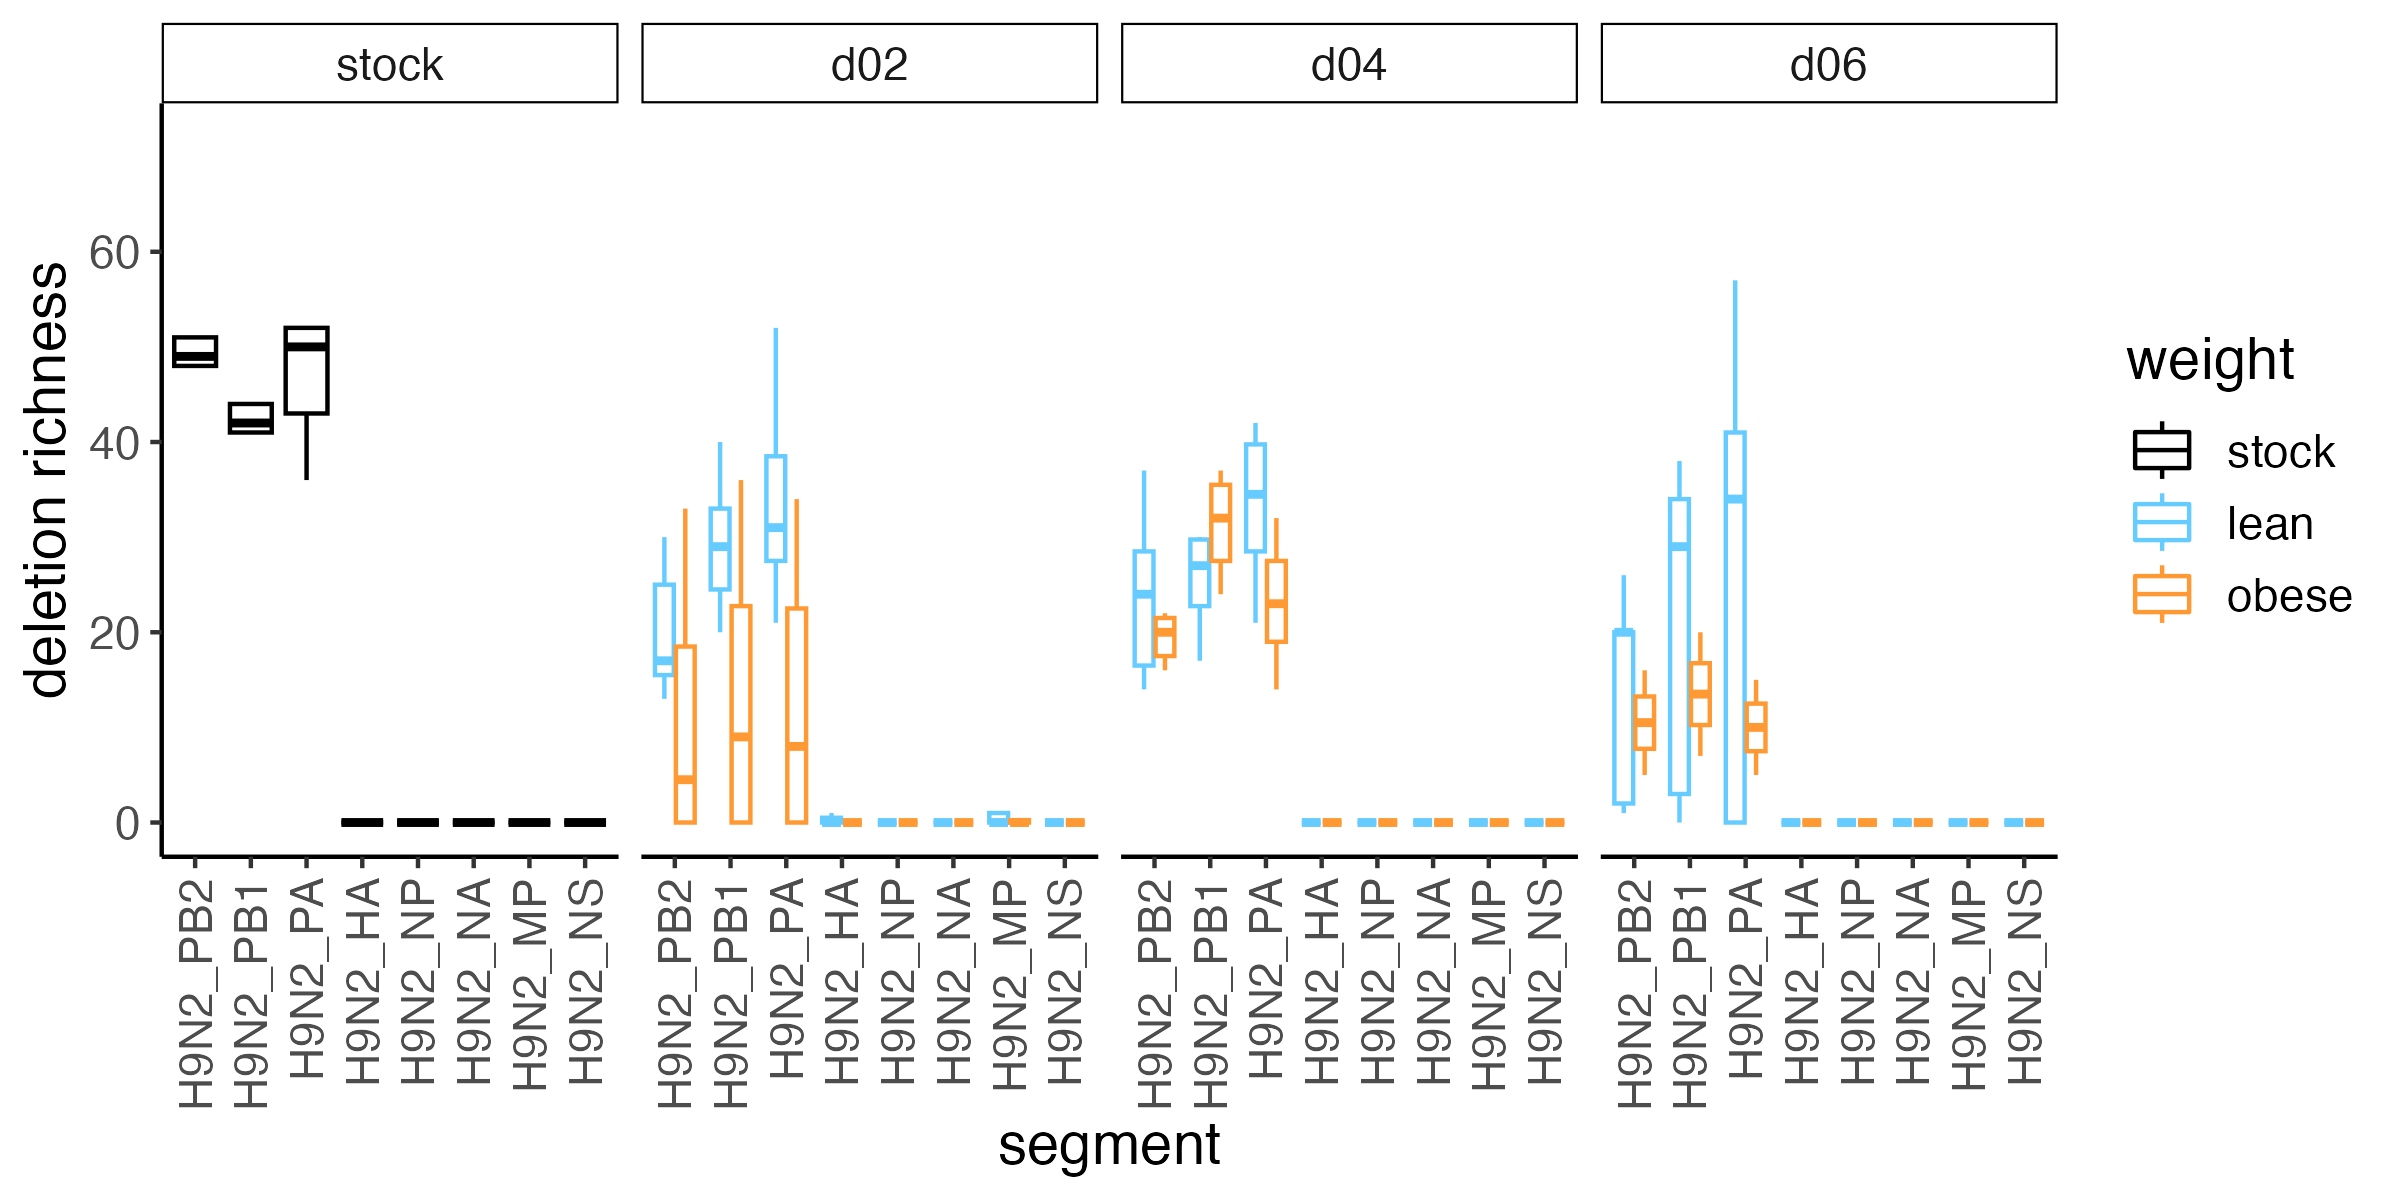 stock d02 d04 d06
60
40
20
0
deletion richness
H9N2_PB2 H9N2_PB1 H9N2_PA H9N2_HA H9N2_NP H9N2_NA H9N2_MP H9N2_NS
H9N2_PB2 H9N2_PB1 H9N2_PA H9N2_HA H9N2_NP H9N2_NA H9N2_MP H9N2_NS
H9N2_PB2 H9N2_PB1 H9N2_PA H9N2_HA H9N2_NP H9N2_NA H9N2_MP H9N2_NS
H9N2_PB2 H9N2_PB1 H9N2_PA H9N2_HA H9N2_NP H9N2_NA H9N2_MP H9N2_NS
segment
weight
stock
lean
obese